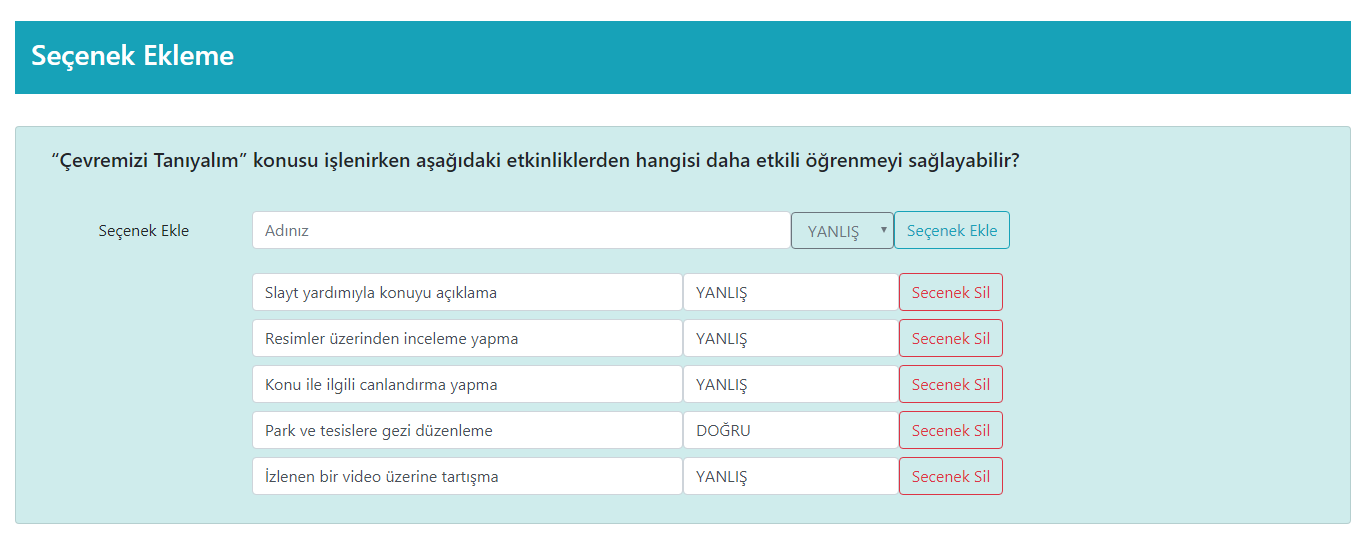 Seçenek Ekleme
“Çevremizi Tanıyalım” konusu işlenirken aşağıdaki etkinliklerden hangisi daha etkili öğrenmeyi sağlayabilir?
Seçenek Ekle Adınız YANLIŞ Seçenek Ekle
Slayt yardımıyla konuyu açıklama YANLIŞ Secenek Sil
Resimler üzerinden inceleme yapma YANLIŞ Secenek Sil
Konu ile ilgili canlandırma yapma YANLIŞ Secenek Sil
Park ve tesislere gezi düzenleme DOĞRU Secenek Sil
İzlenen bir video üzerine tartışma YANLIŞ Secenek Sil